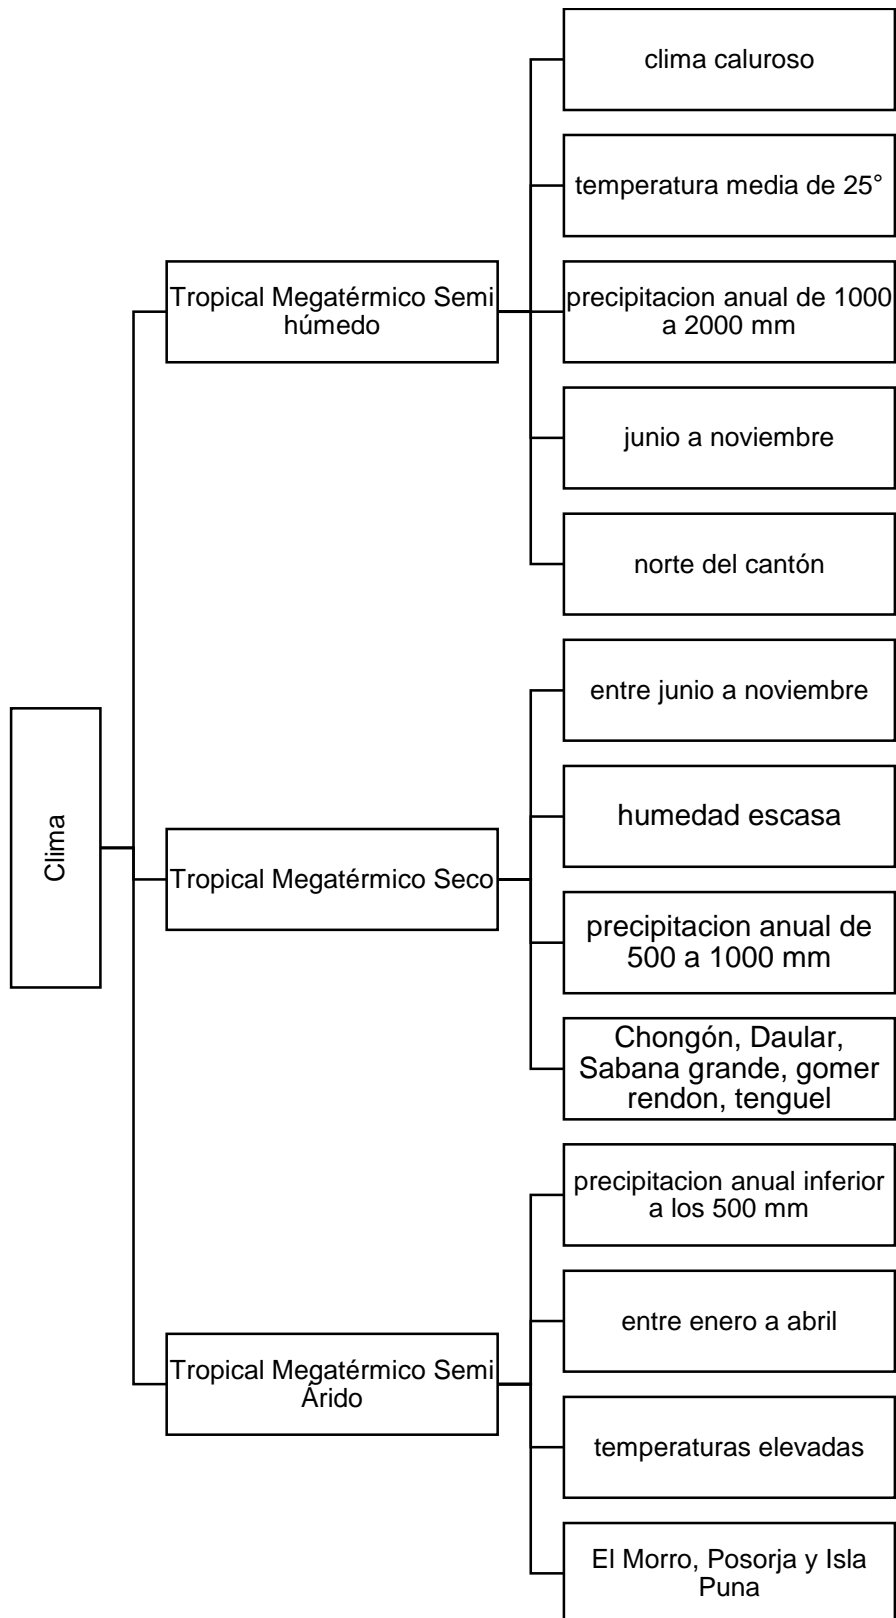 Clima
Tropical Megatérmico Semi
húmedo
clima caluroso
temperatura media de 25°
precipitacion anual de 1000
a 2000 mm
junio a noviembre
norte del cantón
Tropical Megatérmico Seco
entre junio a noviembre
humedad escasa
precipitacion anual de
500 a 1000 mm
Chongón, Daular,
Sabana grande, gomer
rendon, tenguel
Tropical Megatérmico Semi
Árido
precipitacion anual inferior
a los 500 mm
entre enero a abril
temperaturas elevadas
El Morro, Posorja y Isla
Puna